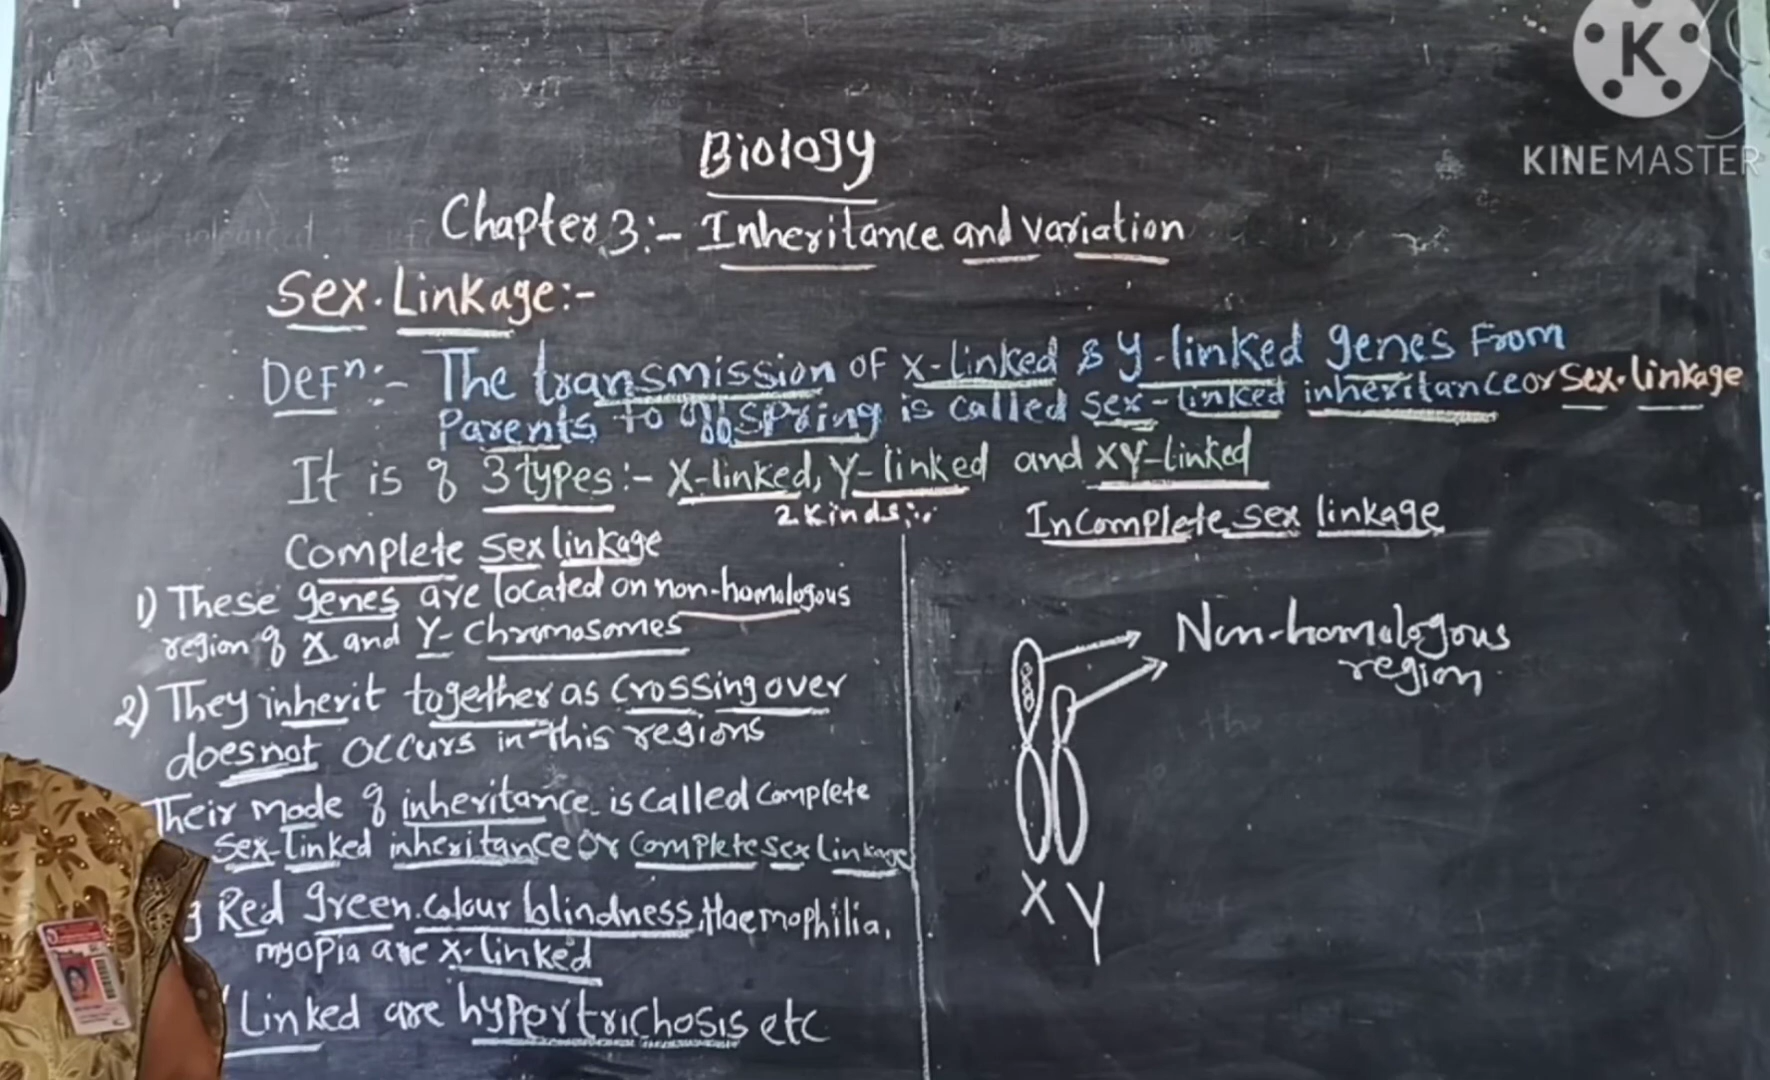 K
KINEMASTER
Biology
Chapter 3:- Inheritance and variation
Sex. Linkage:-
Defⁿ:- The transmission of X-linked & Y-linked genes From
Parents to offspring is called sex-linked inheritance or sex-linkage
It is of 3 types:- X-linked, Y-linked and XY-linked
2 Kinds:-
Complete sex linkage
1) These genes are located on non-homologous
region of X and Y- Chromosomes
2) They inherit together as crossing over
does not occurs in this regions
Their mode of inheritance is called complete
sex-linked inheritance or complete sex linkage
g Red green colour blindness, Haemophilia,
myopia are X-linked
Linked are hypertrichosis etc
Incomplete sex linkage
Non-homologous
region
X Y